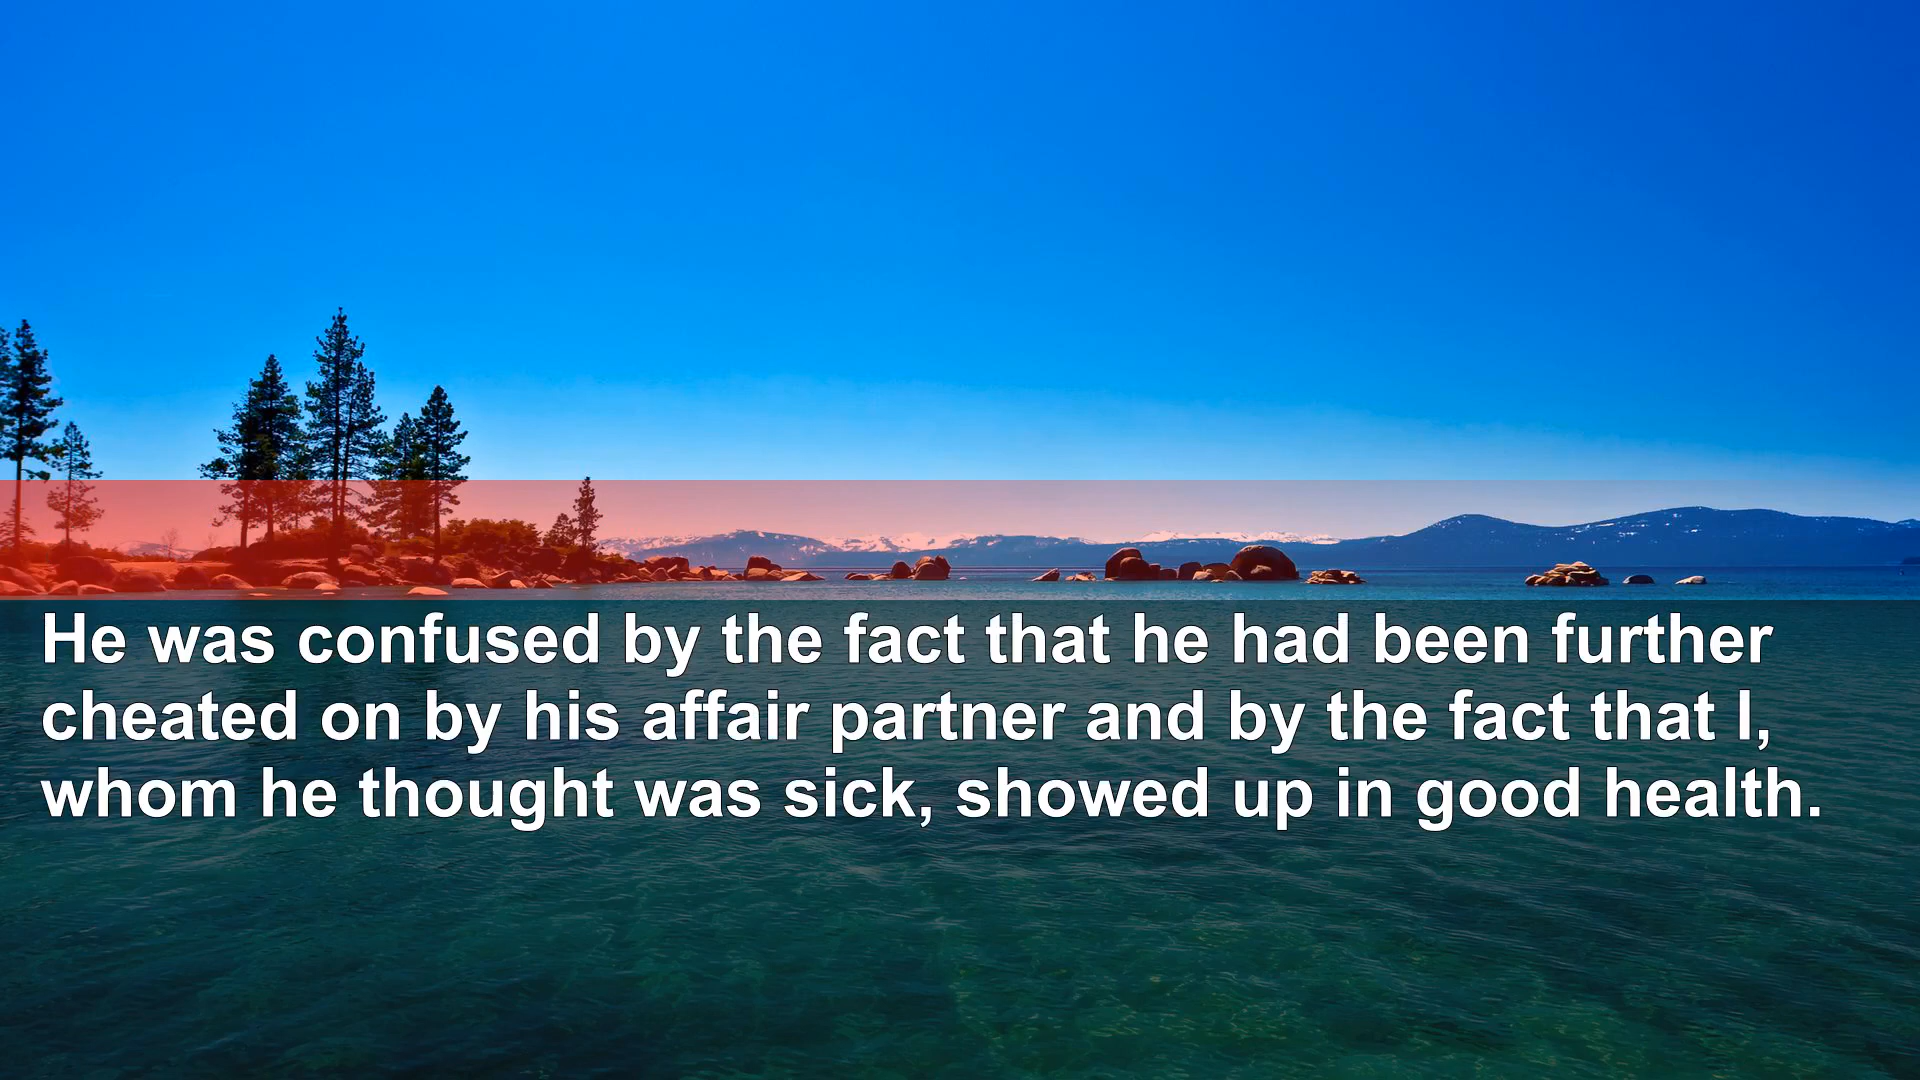 He was confused by the fact that he had been further
cheated on by his affair partner and by the fact that I,
whom he thought was sick, showed up in good health.